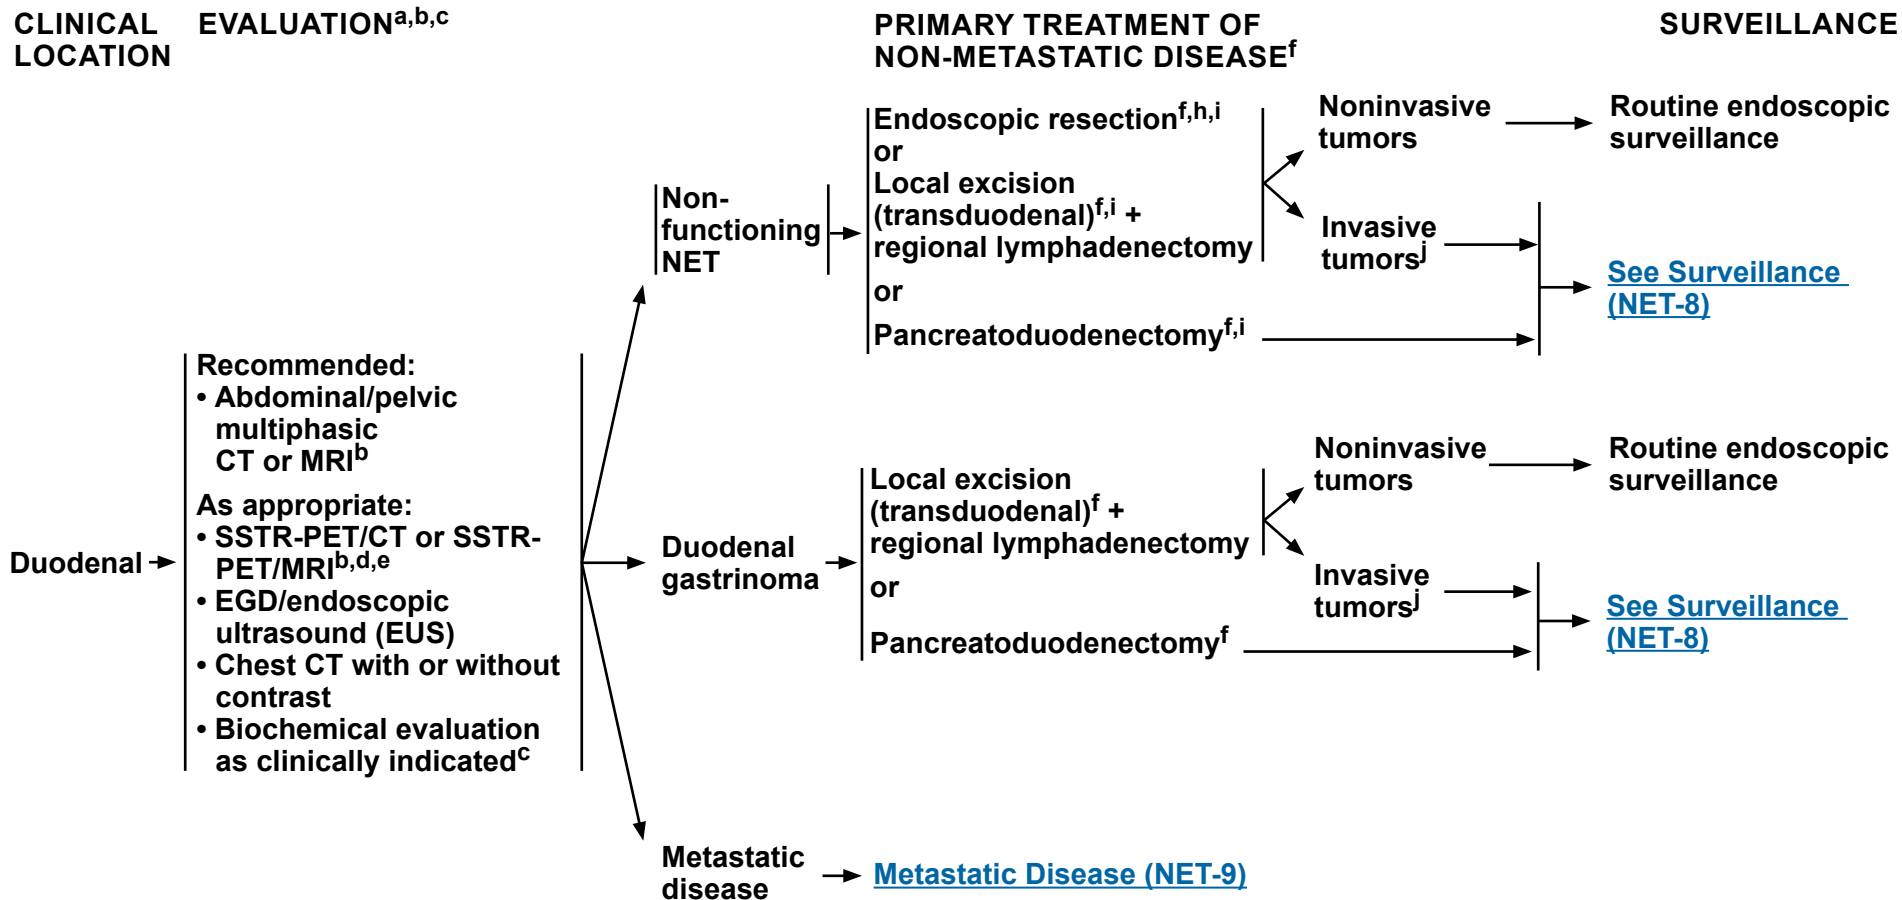 CLINICAL
LOCATION
EVALUATIONa,b,c
PRIMARY TREATMENT OF
NON-METASTATIC DISEASEf
SURVEILLANCE
Duodenal
Recommended:
• Abdominal/pelvic
multiphasic
CT or MRIb
As appropriate:
• SSTR-PET/CT or SSTR-
PET/MRIb,d,e
• EGD/endoscopic
ultrasound (EUS)
• Chest CT with or without
contrast
• Biochemical evaluation
as clinically indicatedc
Non-
functioning
NET
Endoscopic resectionf,h,i
or
Local excision
(transduodenal)f,i +
regional lymphadenectomy
or
Pancreatoduodenectomyf,i
Noninvasive
tumors
Routine endoscopic
surveillance
Invasive
tumorsj
See Surveillance
(NET-8)
Duodenal
gastrinoma
Local excision
(transduodenal)f +
regional lymphadenectomy
or
Pancreatoduodenectomyf
Noninvasive
tumors
Routine endoscopic
surveillance
Invasive
tumorsj
See Surveillance
(NET-8)
Metastatic
disease
Metastatic Disease (NET-9)